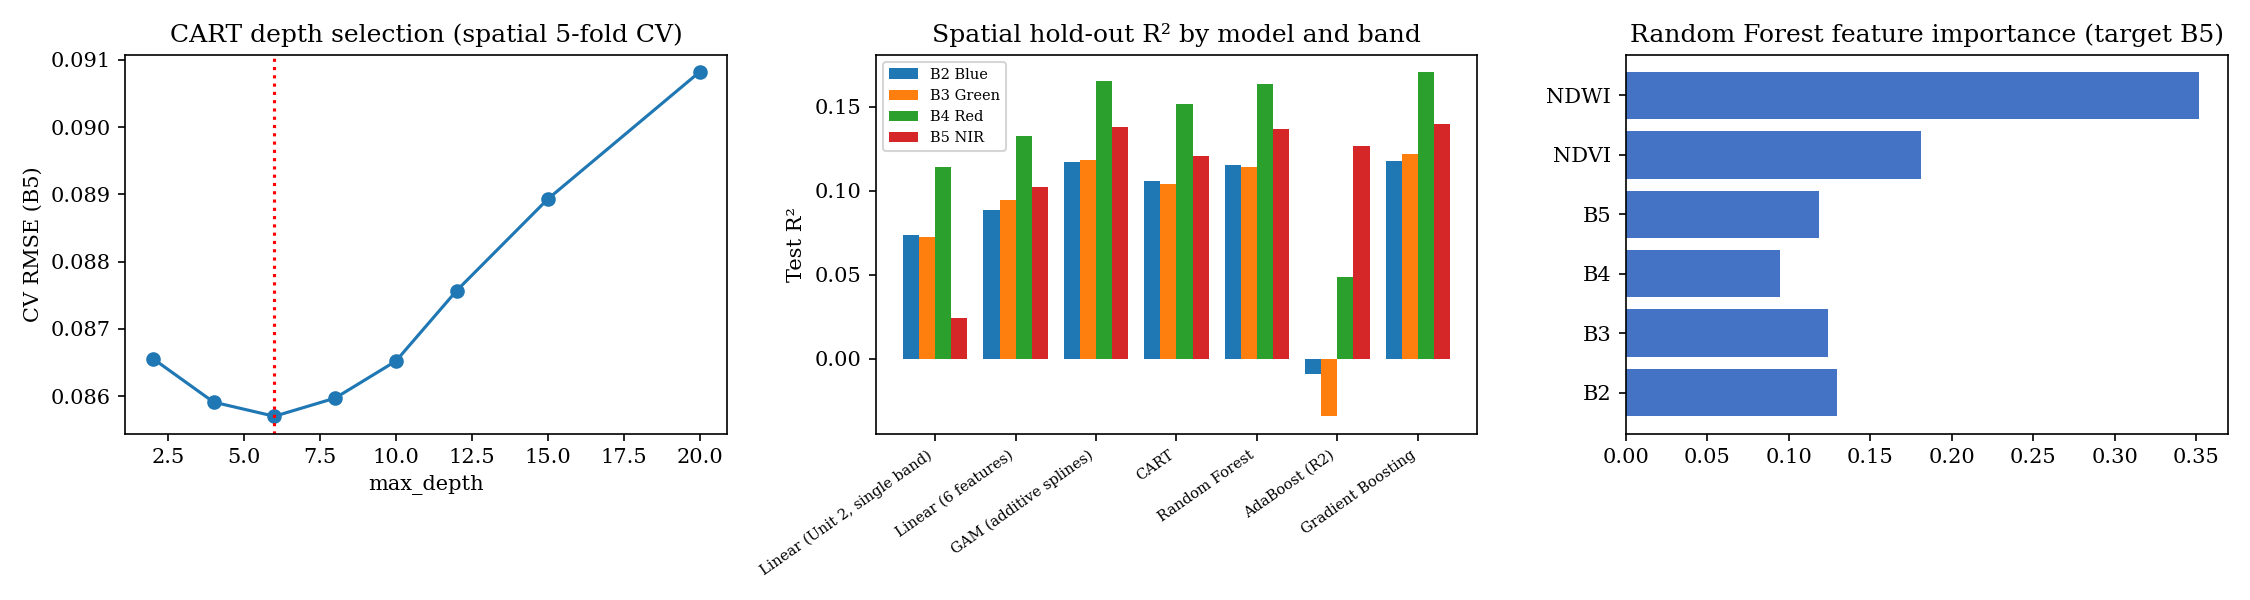 CART depth selection (spatial 5-fold CV)
CV RMSE (B5)
0.091
0.090
0.089
0.088
0.087
0.086
2.5 5.0 7.5 10.0 12.5 15.0 17.5 20.0
max_depth
Spatial hold-out R² by model and band
B2 Blue
B3 Green
B4 Red
B5 NIR
Test R²
0.15
0.10
0.05
0.00
Linear (Unit 2, single band)
Linear (6 features)
GAM (additive splines)
CART
Random Forest
AdaBoost (R2)
Gradient Boosting
Random Forest feature importance (target B5)
NDWI
NDVI
B5
B4
B3
B2
0.00 0.05 0.10 0.15 0.20 0.25 0.30 0.35